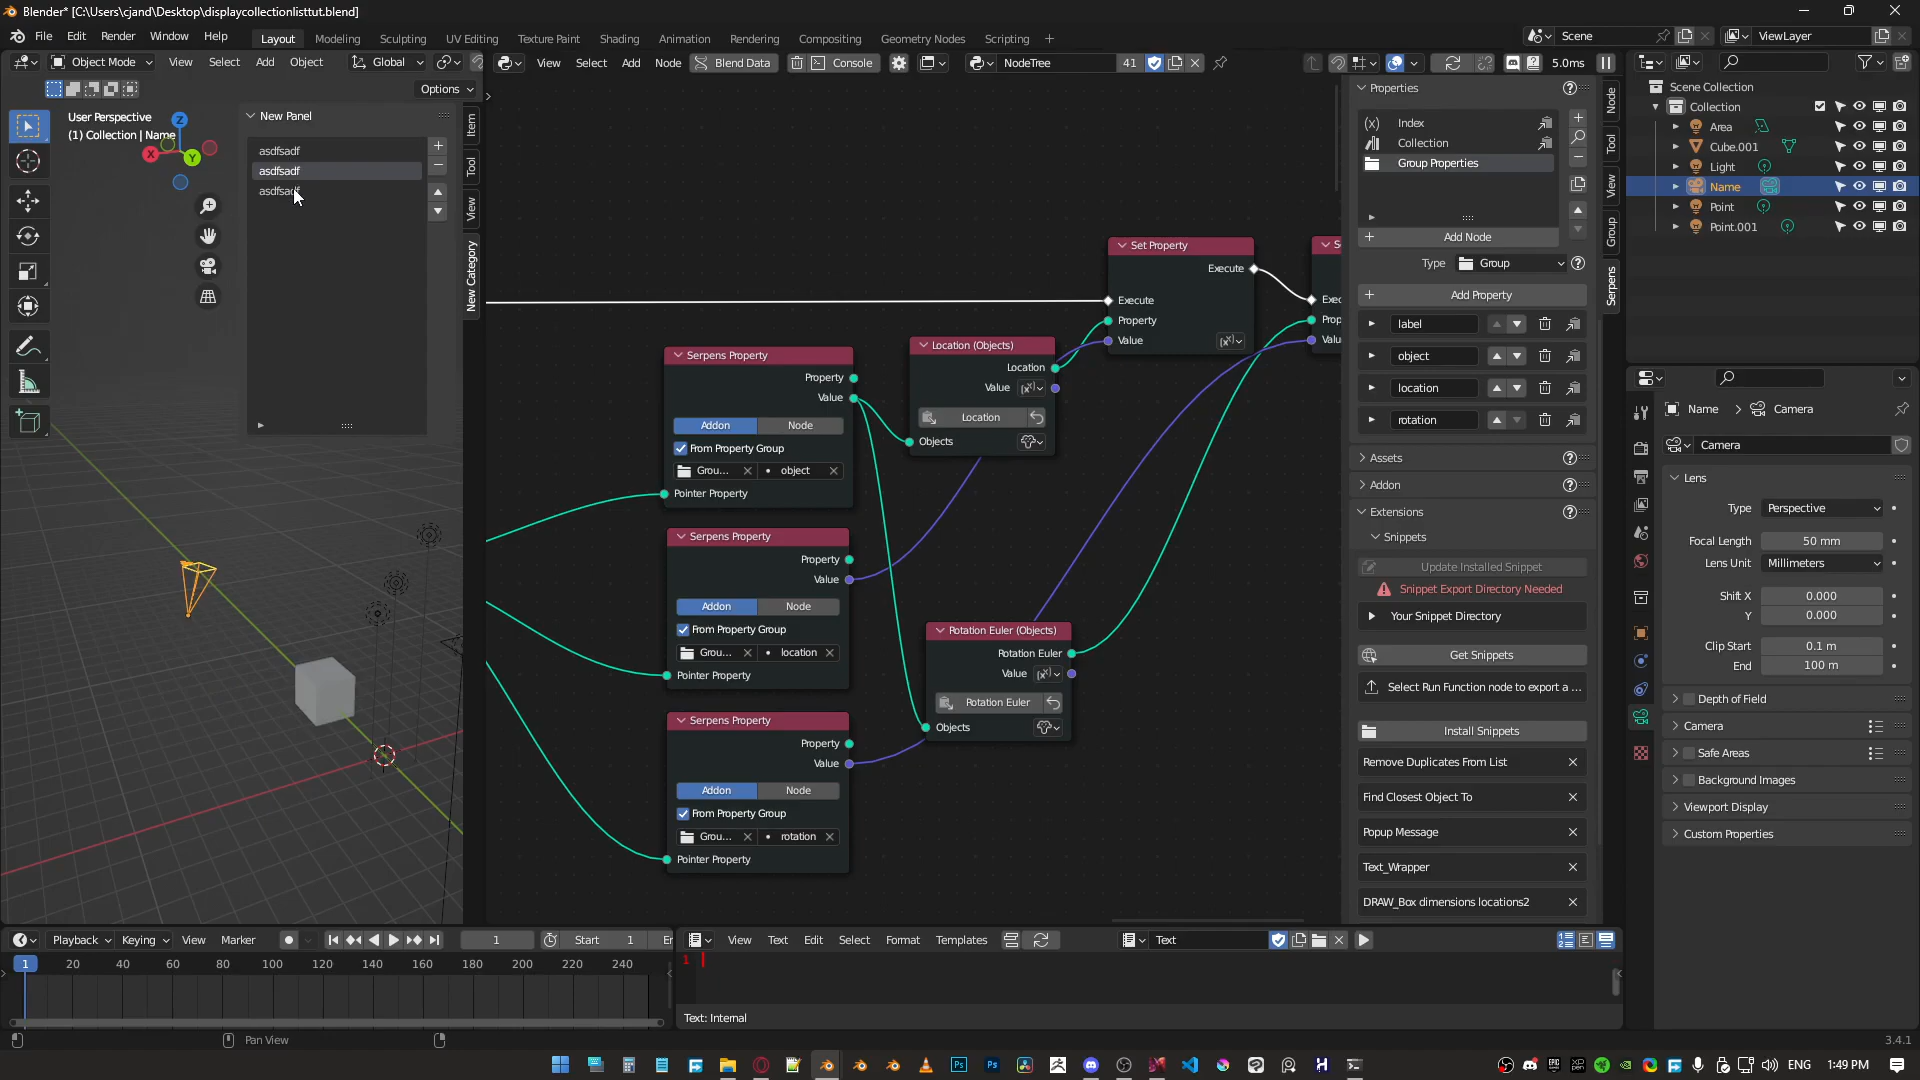 Blender* [C:\Users\cjand\Desktop\displaycollectionlisttut.blend]
File Edit Render Window Help Layout Modeling Sculpting UV Editing Texture Paint Shading Animation Rendering Compositing Geometry Nodes Scripting Scene ViewLayer
Object Mode View Select Add Object Global
Options
User Perspective
(1) Collection | Name
X Y Z
New Panel
asdfsadf
asdfsadf
asdfsadf
Item
Tool
View
New Category
View Select Add Node Blend Data Console NodeTree 41 5.0ms
Set Property
Execute
Execute
Property
Value
Serpens Property
Property
Value
Addon Node
From Property Group
Grou... object
Pointer Property
Location (Objects)
Location
Value
Location
Objects
Serpens Property
Property
Value
Addon Node
From Property Group
Grou... location
Pointer Property
Rotation Euler (Objects)
Rotation Euler
Value
Rotation Euler
Objects
Serpens Property
Property
Value
Addon Node
From Property Group
Grou... rotation
Pointer Property
Properties
Index
Collection
Group Properties
Add Node
Type Group
Add Property
label
object
location
rotation
Assets
Addon
Extensions
Snippets
Update Installed Snippet
Snippet Export Directory Needed
Your Snippet Directory
Get Snippets
Select Run Function node to export a ...
Install Snippets
Remove Duplicates From List
Find Closest Object To
Popup Message
Text_Wrapper
DRAW_Box dimensions locations2
Node
Tool
View
Group
Serpens
Scene Collection
Collection
Area
Cube.001
Light
Name
Point
Point.001
Name Camera
Camera
Lens
Type Perspective
Focal Length 50 mm
Lens Unit Millimeters
Shift X 0.000
Y 0.000
Clip Start 0.1 m
End 100 m
Depth of Field
Camera
Safe Areas
Background Images
Viewport Display
Custom Properties
Playback Keying View Marker 1 Start 1
1 20 40 60 80 100 120 140 160 180 200 220 240
View Text Edit Select Format Templates Text
1
Text: Internal
Pan View
3.4.1
ENG 1:49 PM